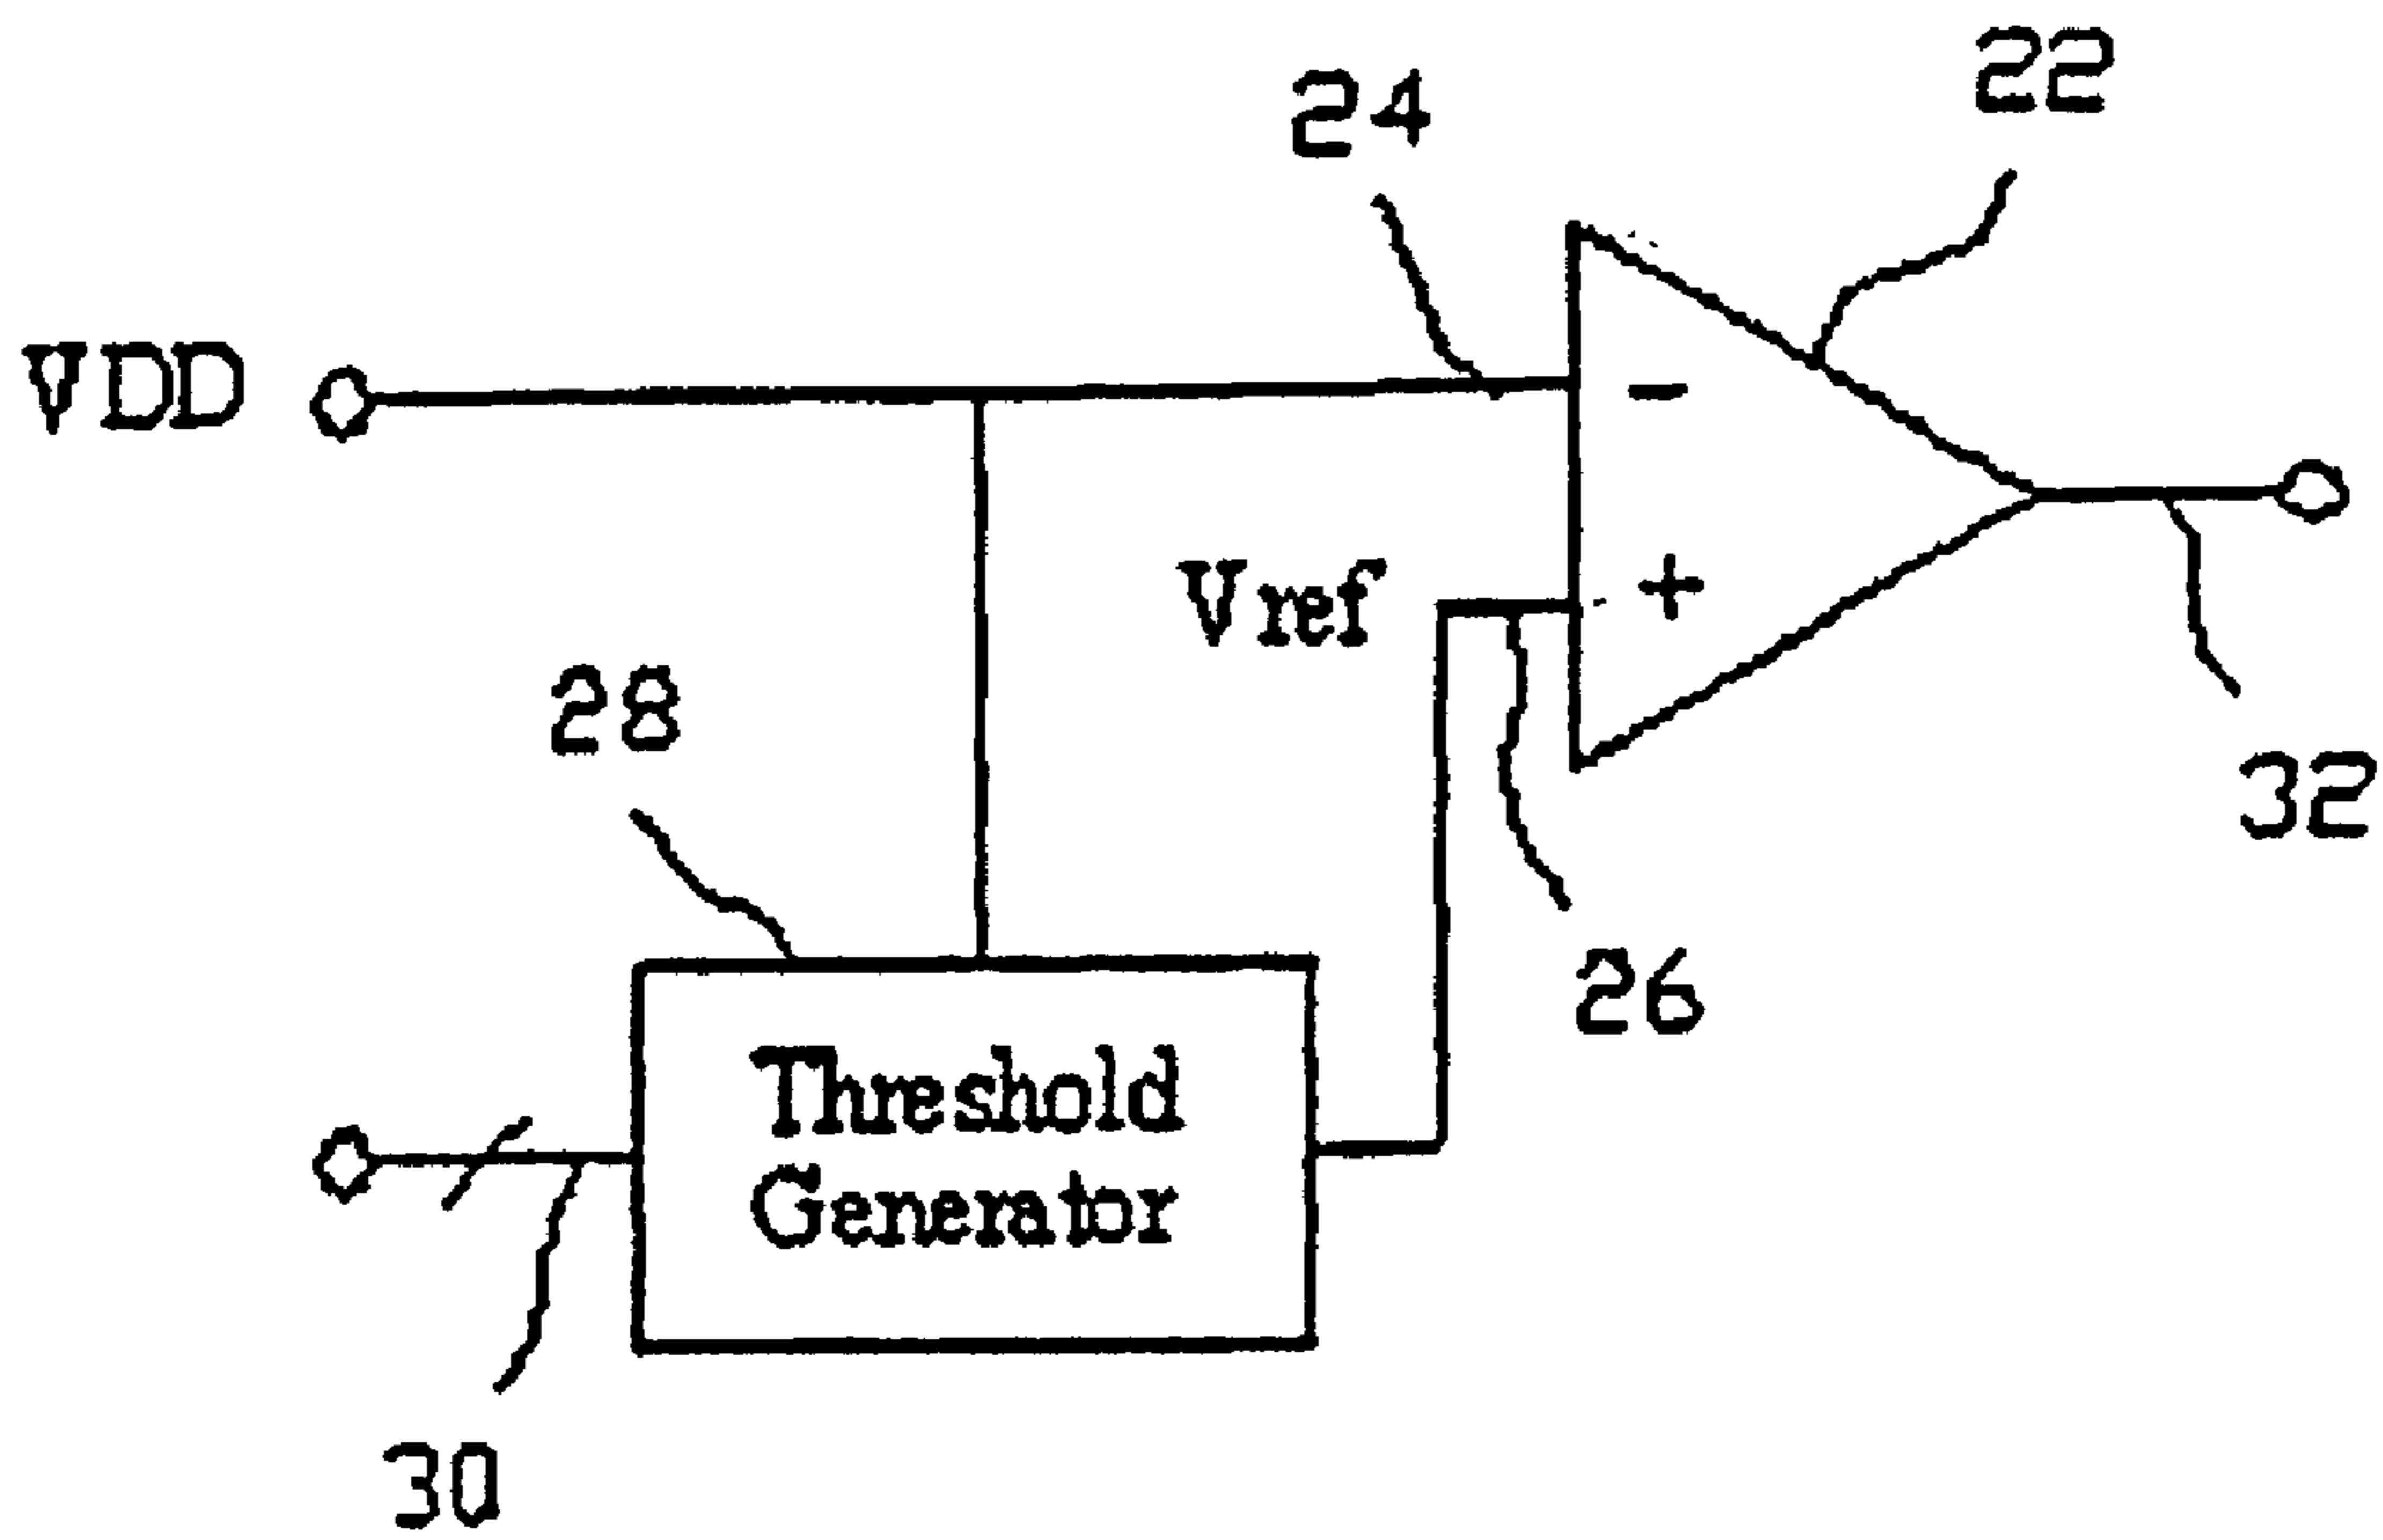 22
24
VDD
-
Vref
+
28
32
26
Threshold
Generator
30